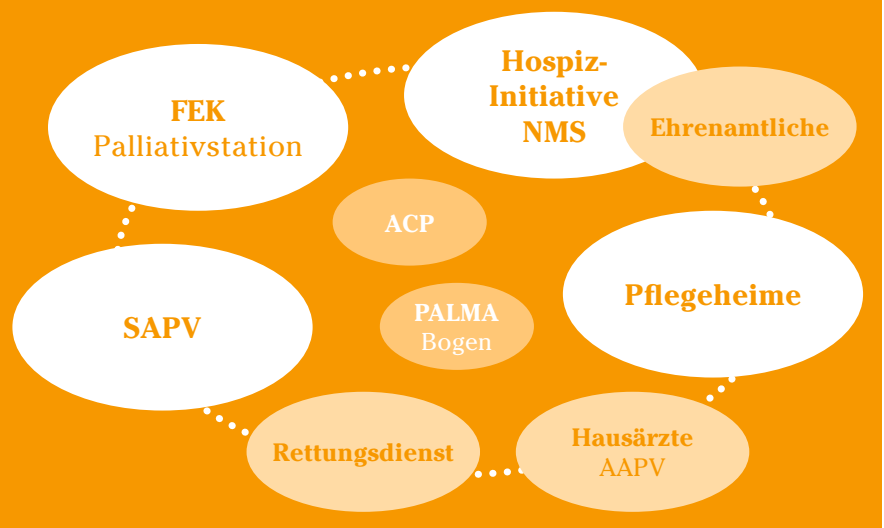 Hospiz-
Initiative
NMS
FEK
Palliativstation
Ehrenamtliche
ACP
Pflegeheime
SAPV
PALMA
Bogen
Rettungsdienst
Hausärzte
AAPV